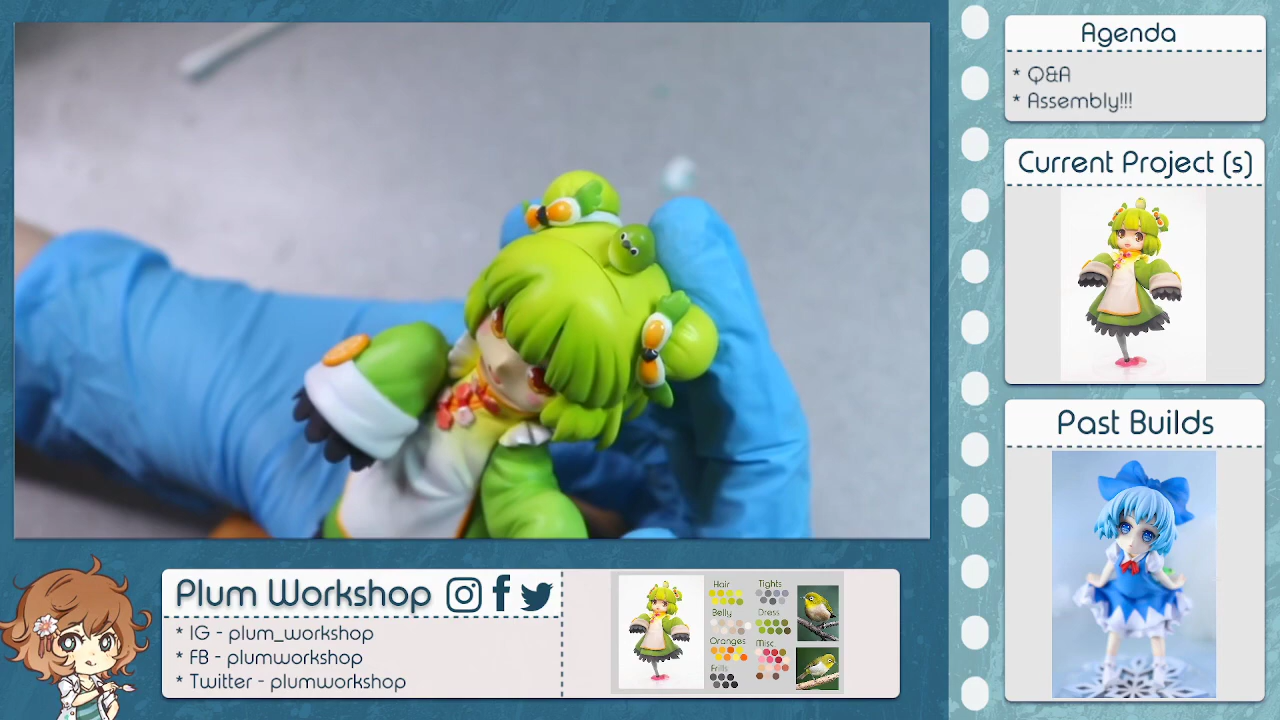 Agenda
* Q&A
* Assembly!!!
Current Project (s)
Past Builds
Plum Workshop
* IG - plum_workshop
* FB - plumworkshop
* Twitter - plumworkshop
Hair
Tights
Belly
Dress
Oranges
Misc
Frills